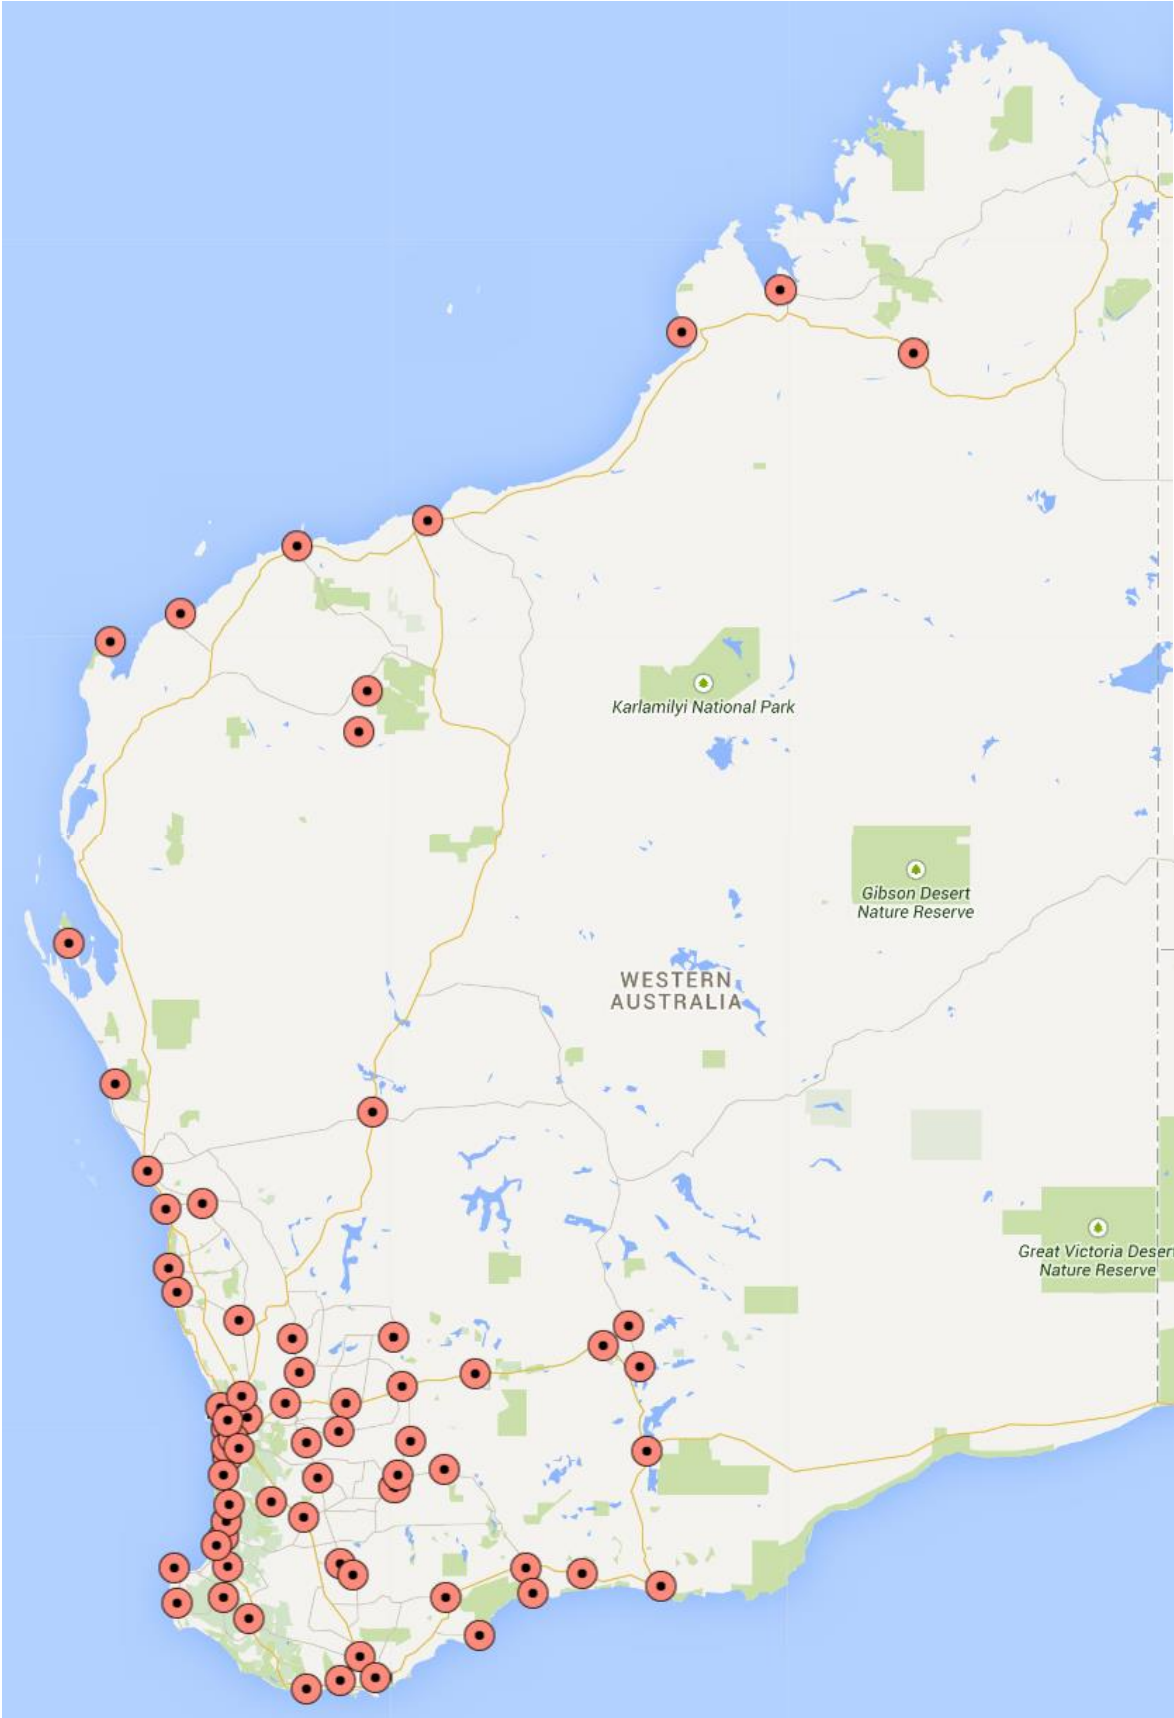 Karlamilyi National Park
Gibson Desert
Nature Reserve
WESTERN
AUSTRALIA
Great Victoria Deser
Nature Reserve